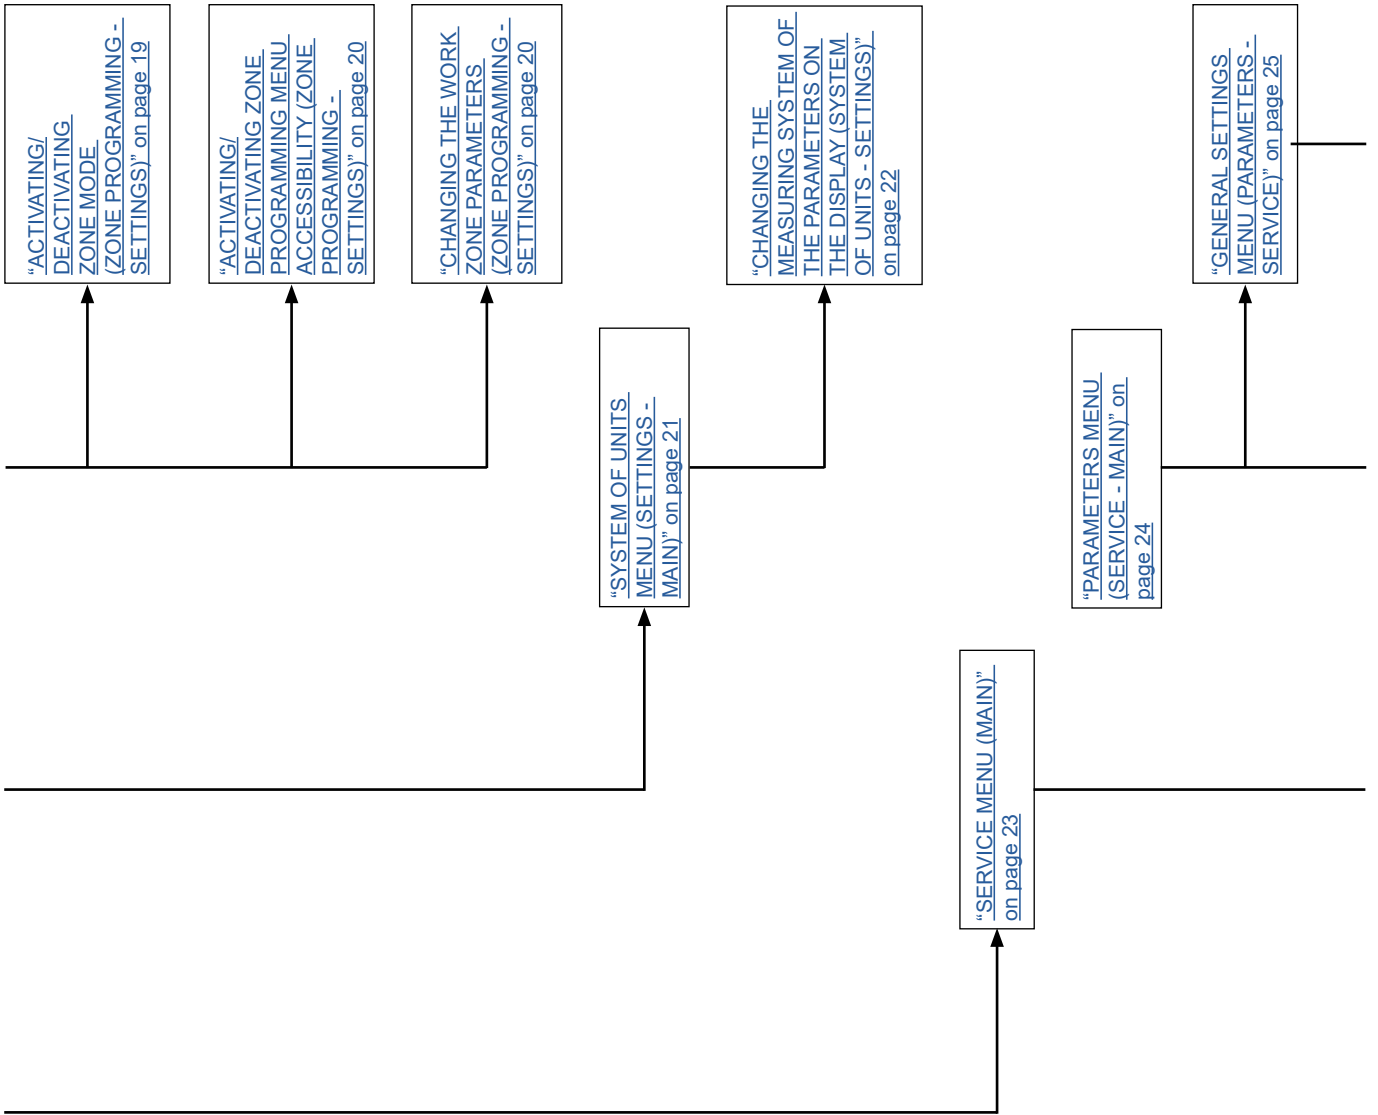 “ACTIVATING/
DEACTIVATING
ZONE MODE
(ZONE PROGRAMMING -
SETTINGS)” on page 19
“ACTIVATING/
DEACTIVATING ZONE
PROGRAMMING MENU
ACCESSIBILITY (ZONE
PROGRAMMING -
SETTINGS)” on page 20
“CHANGING THE WORK
ZONE PARAMETERS
(ZONE PROGRAMMING -
SETTINGS)” on page 20
“SYSTEM OF UNITS
MENU (SETTINGS -
MAIN)” on page 21
“CHANGING THE
MEASURING SYSTEM OF
THE PARAMETERS ON
THE DISPLAY (SYSTEM
OF UNITS - SETTINGS)”
on page 22
“SERVICE MENU (MAIN)”
on page 23
“PARAMETERS MENU
(SERVICE - MAIN)” on
page 24
“GENERAL SETTINGS
MENU (PARAMETERS -
SERVICE)” on page 25